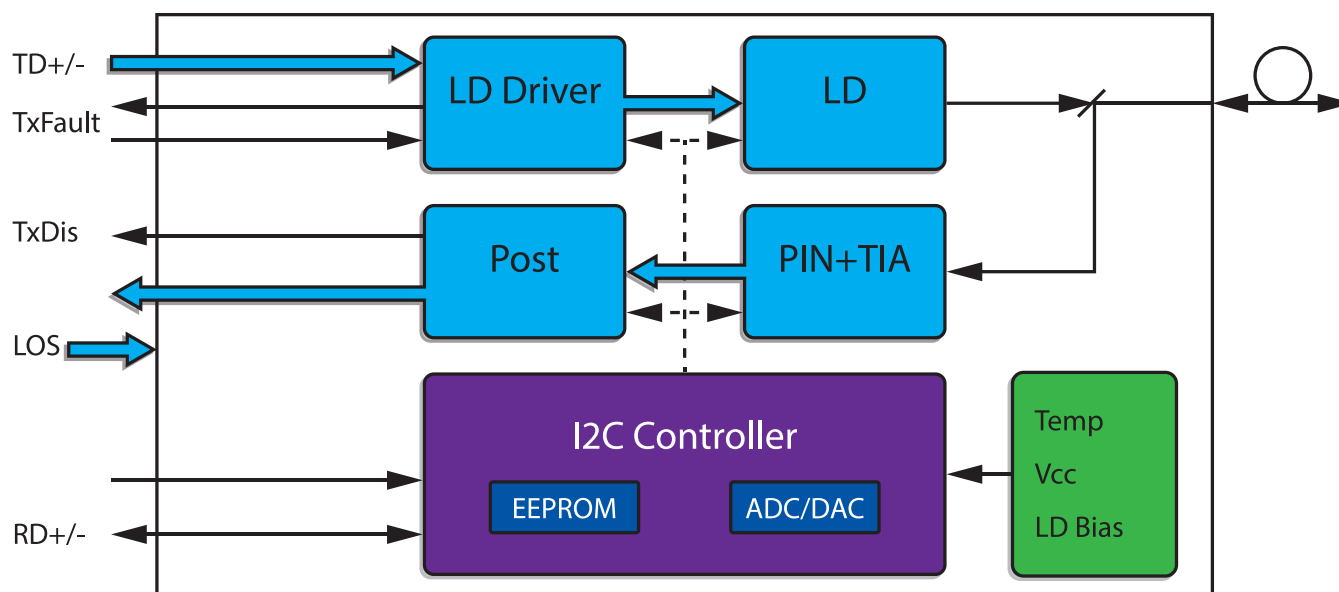 TD+/-
TxFault
TxDis
LOS
RD+/-
LD Driver
LD
Post
PIN+TIA
I2C Controller
EEPROM
ADC/DAC
Temp
Vcc
LD Bias